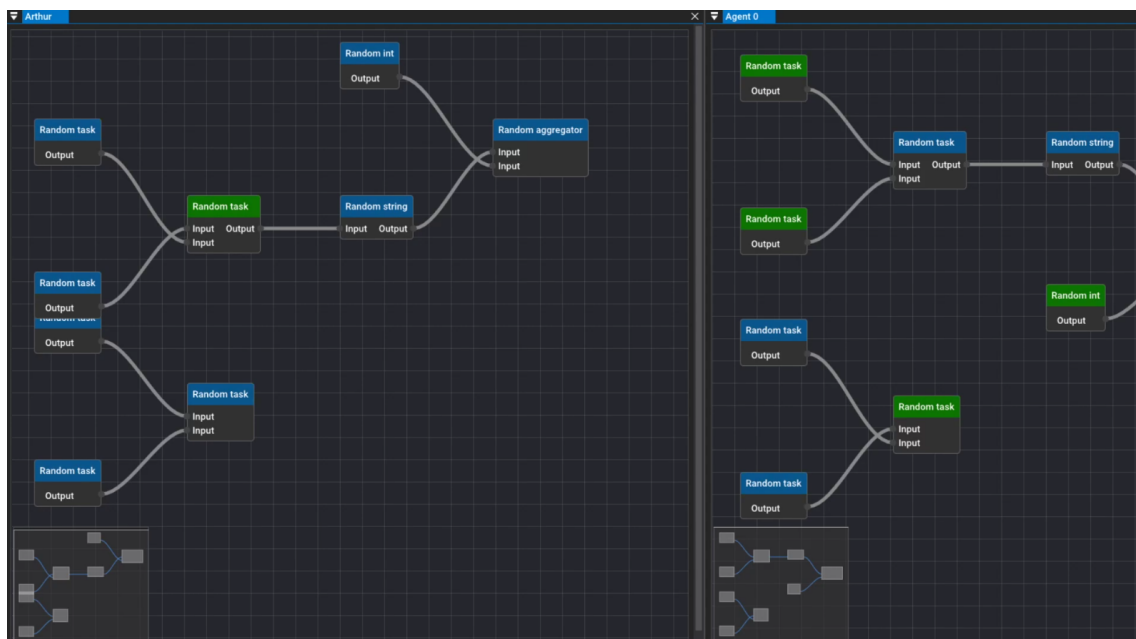 Arthur
Random int
Output
Random task
Output
Random aggregator
Input
Input
Random task
Input Output
Input
Random string
Input Output
Random task
Output
Random task
Output
Random task
Input
Input
Random task
Output
Agent 0
Random task
Output
Random task
Input Output
Input
Random string
Input Output
Random task
Output
Random int
Output
Random task
Output
Random task
Input
Input
Random task
Output